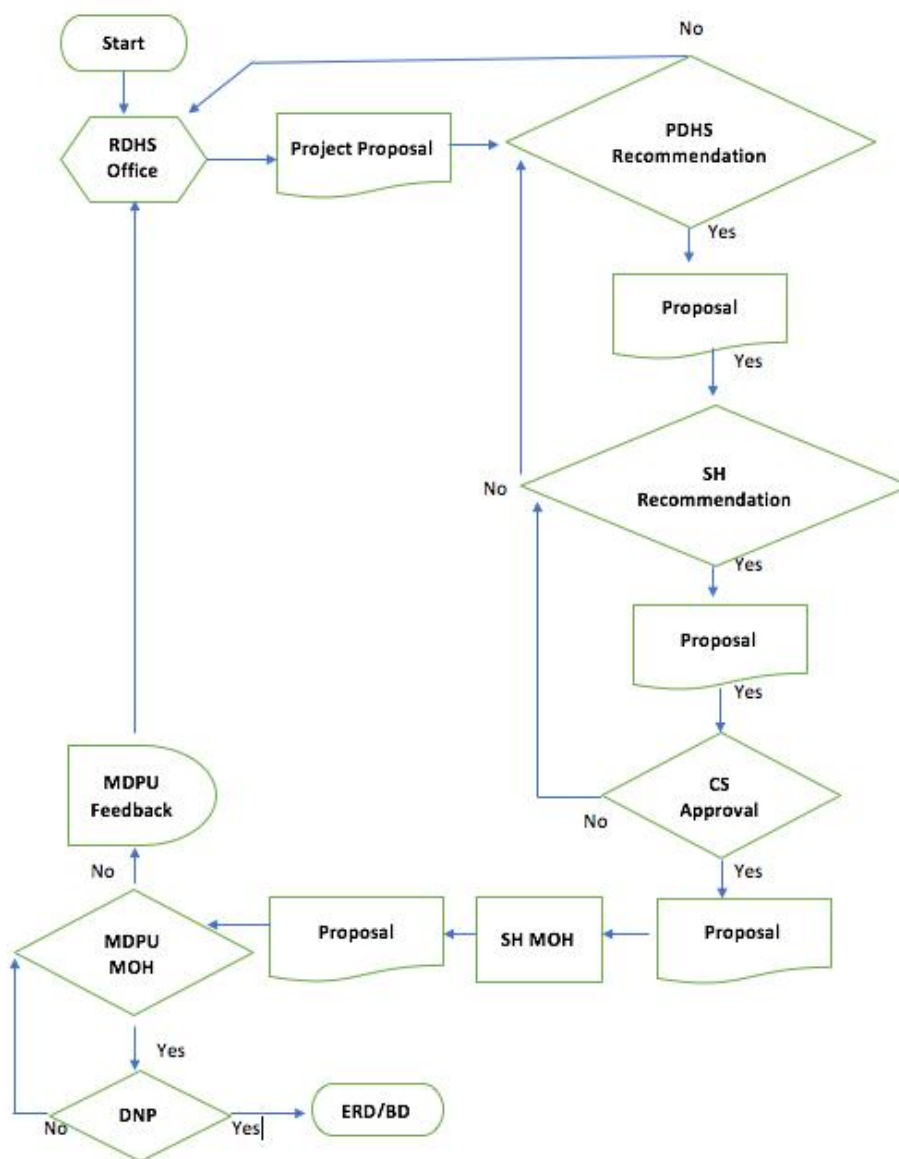 No
Start
PDHS
Recommendation
RDHS
Office
Project Proposal
Yes
Proposal
Yes
SH
Recommendation
No
Yes
Proposal
Yes
MDPU
Feedback
CS
Approval
No
Yes
No
MDPU
MOH
Proposal
SH MOH
Proposal
Yes
DNP
No
Yes
ERD/BD